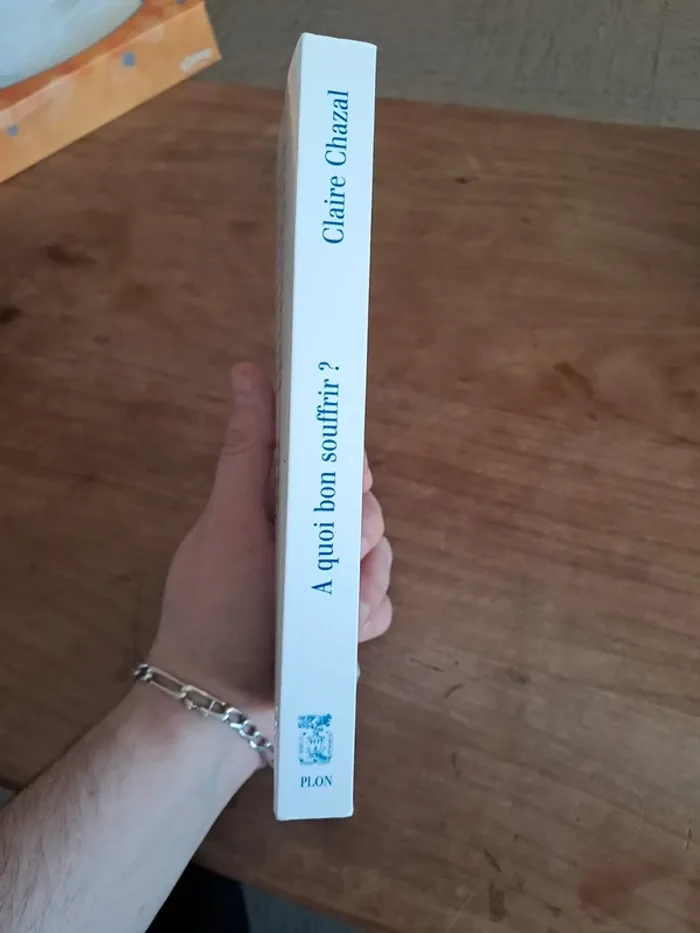 Claire Chazal
A quoi bon souffrir ?
PLON